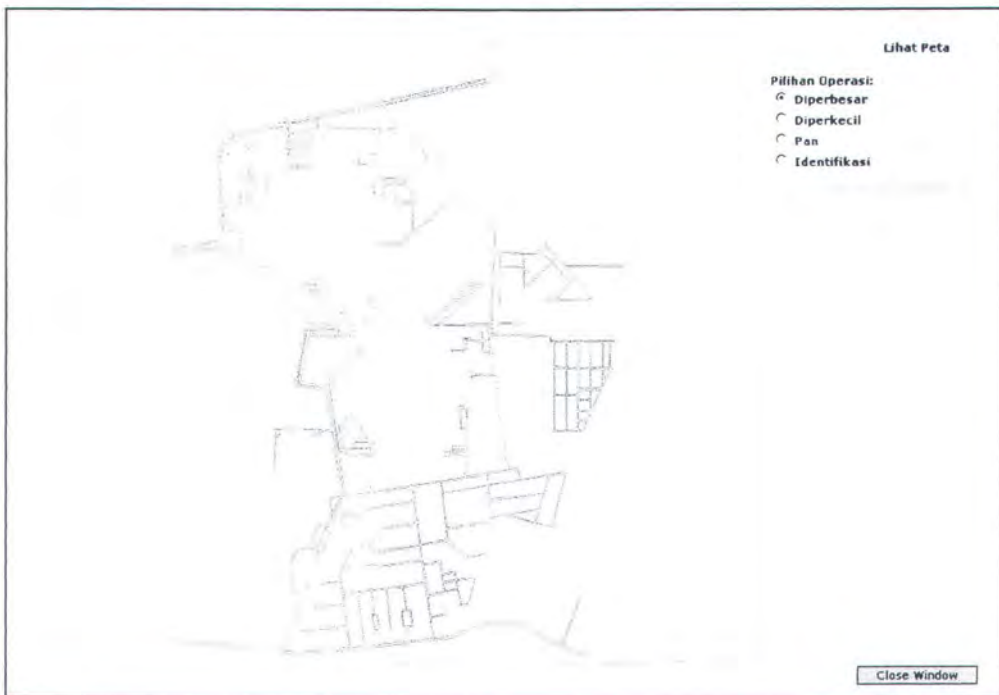 Lihat Peta
Pilihan Operasi:
Diperbesar
Diperkecil
Pan
Identifikasi
Close Window